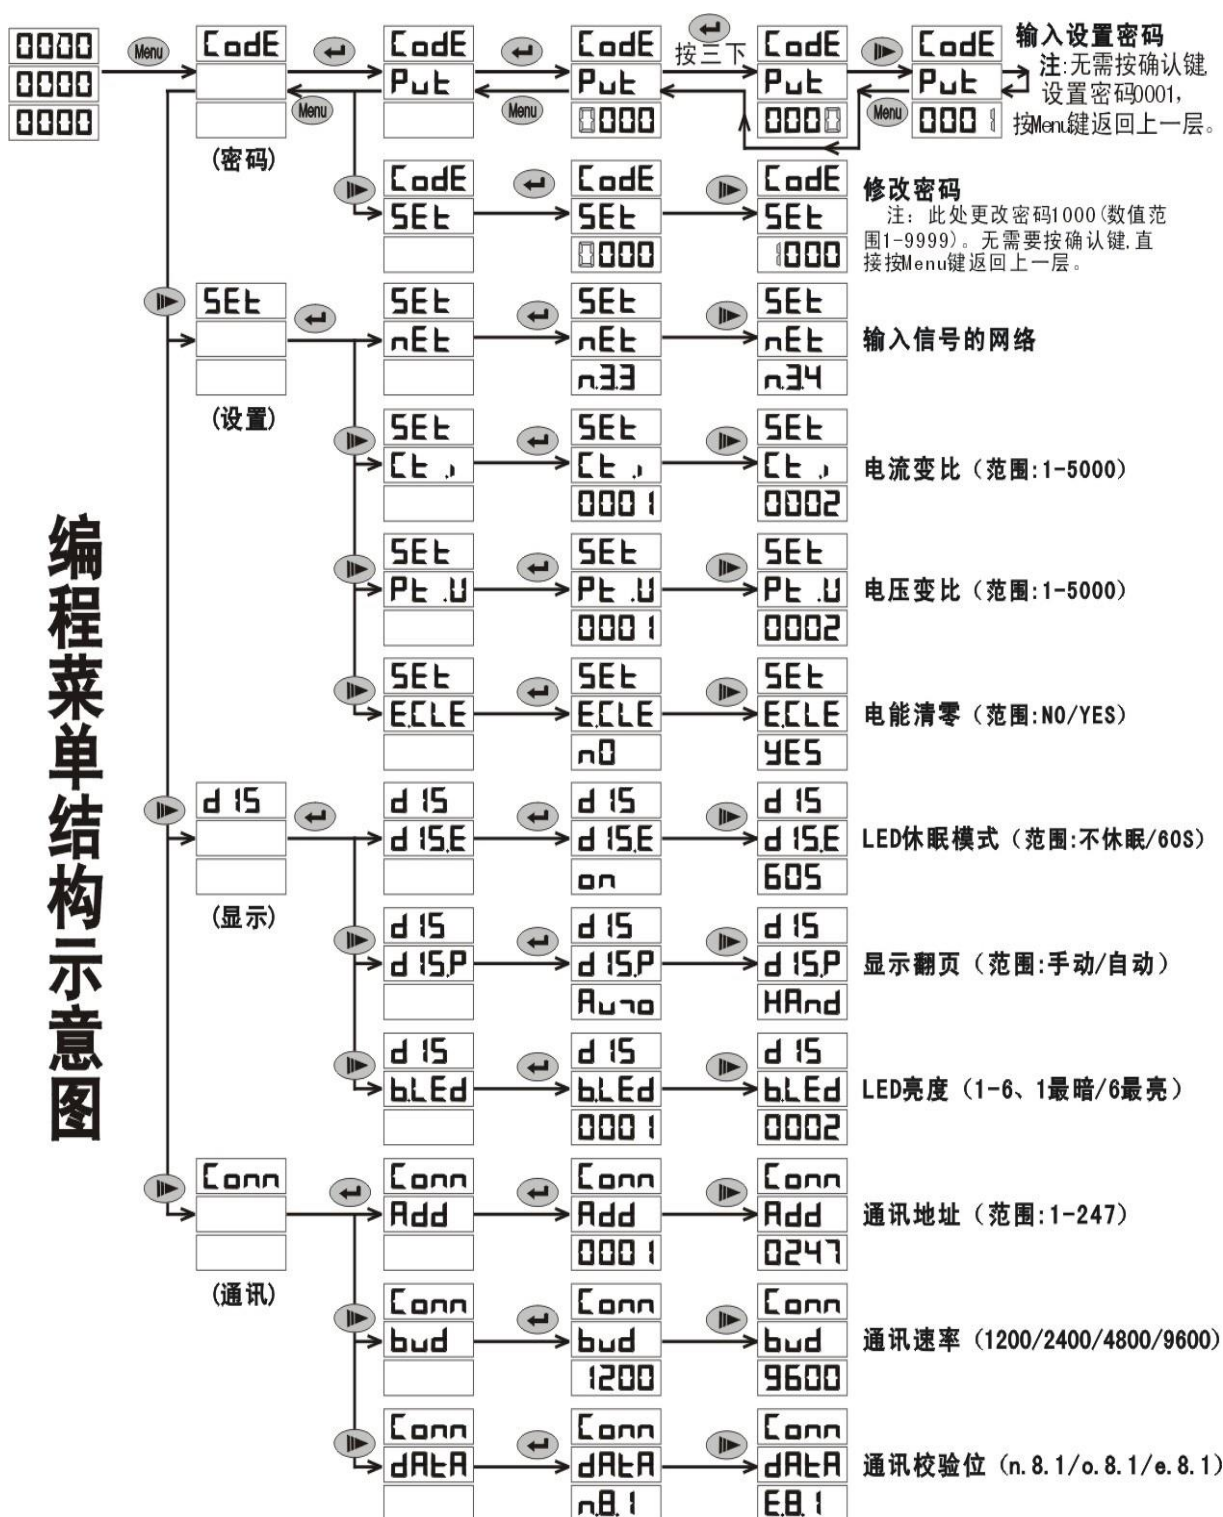 编程菜单结构示意图
0000
0000
0000
Menu
CodE
CodE
Put
CodE
Put
0000
按三下
CodE
Put
0000
CodE
Put
0001
Menu
Menu
Menu
(密码)
输入设置密码
注:无需按确认键,
设置密码0001,
按Menu键返回上一层。
CodE
SEt
CodE
SEt
0000
CodE
SEt
1000
修改密码
注: 此处更改密码1000(数值范
围1-9999)。无需要按确认键,直
接按Menu键返回上一层。
SEt
(设置)
SEt
nEt
SEt
nEt
n.3.3
SEt
nEt
n.3.4
输入信号的网络
SEt
Ct.i
SEt
Ct.i
0001
SEt
Ct.i
0002
电流变比(范围:1-5000)
SEt
Pt.U
SEt
Pt.U
0001
SEt
Pt.U
0002
电压变比(范围:1-5000)
SEt
E.CLE
SEt
E.CLE
nO
SEt
E.CLE
YES
电能清零(范围:NO/YES)
diS
(显示)
diS
diS.E
diS
diS.E
on
diS
diS.E
60S
LED休眠模式(范围:不休眠/60S)
diS
diS.P
diS
diS.P
Auto
diS
diS.P
HAnd
显示翻页(范围:手动/自动)
diS
b.LEd
diS
b.LEd
0001
diS
b.LEd
0002
LED亮度(1-6、1最暗/6最亮)
Conn
(通讯)
Conn
Add
Conn
Add
0001
Conn
Add
0247
通讯地址(范围:1-247)
Conn
bud
Conn
bud
1200
Conn
bud
9600
通讯速率(1200/2400/4800/9600)
Conn
dAtA
Conn
dAtA
n.8.1
Conn
dAtA
E.8.1
通讯校验位(n.8.1/o.8.1/e.8.1)